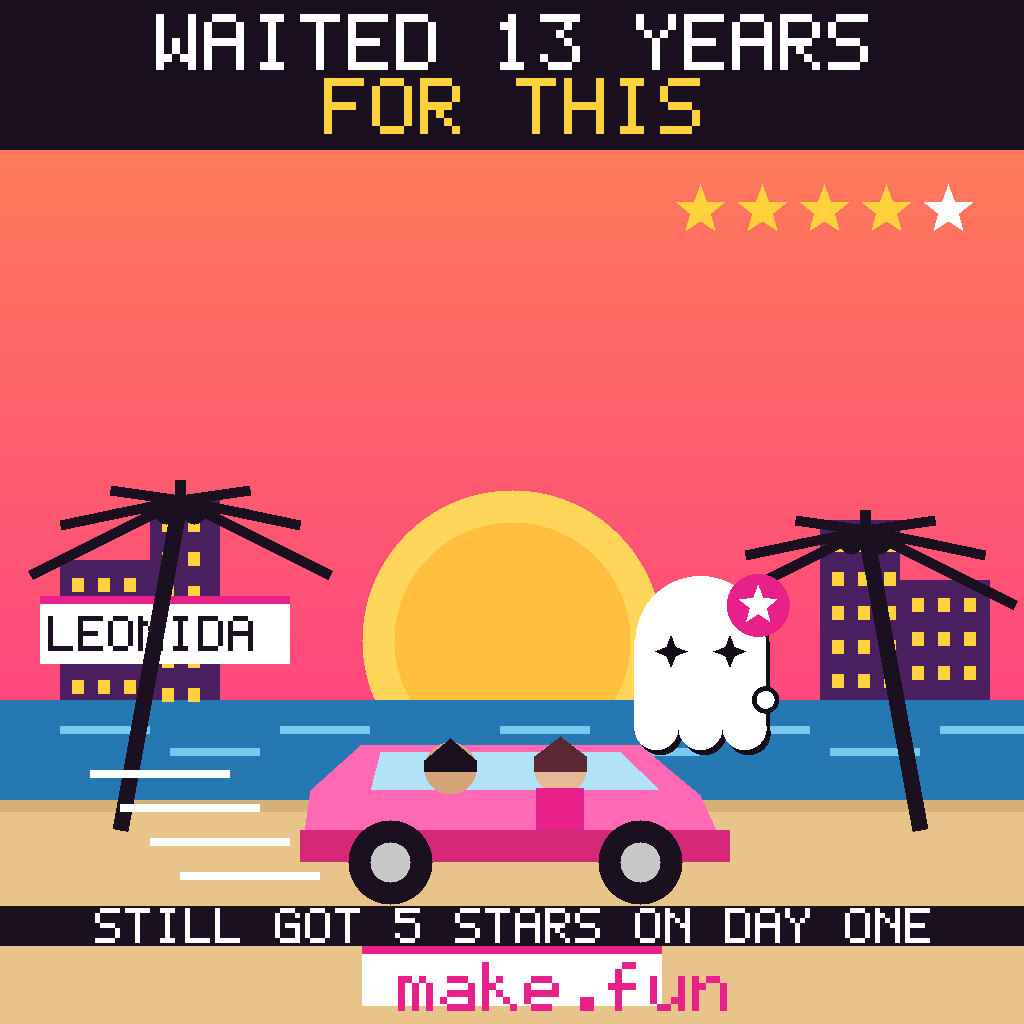 WAITED 13 YEARS
FOR THIS
LEONIDA
STILL GOT 5 STARS ON DAY ONE
make.fun